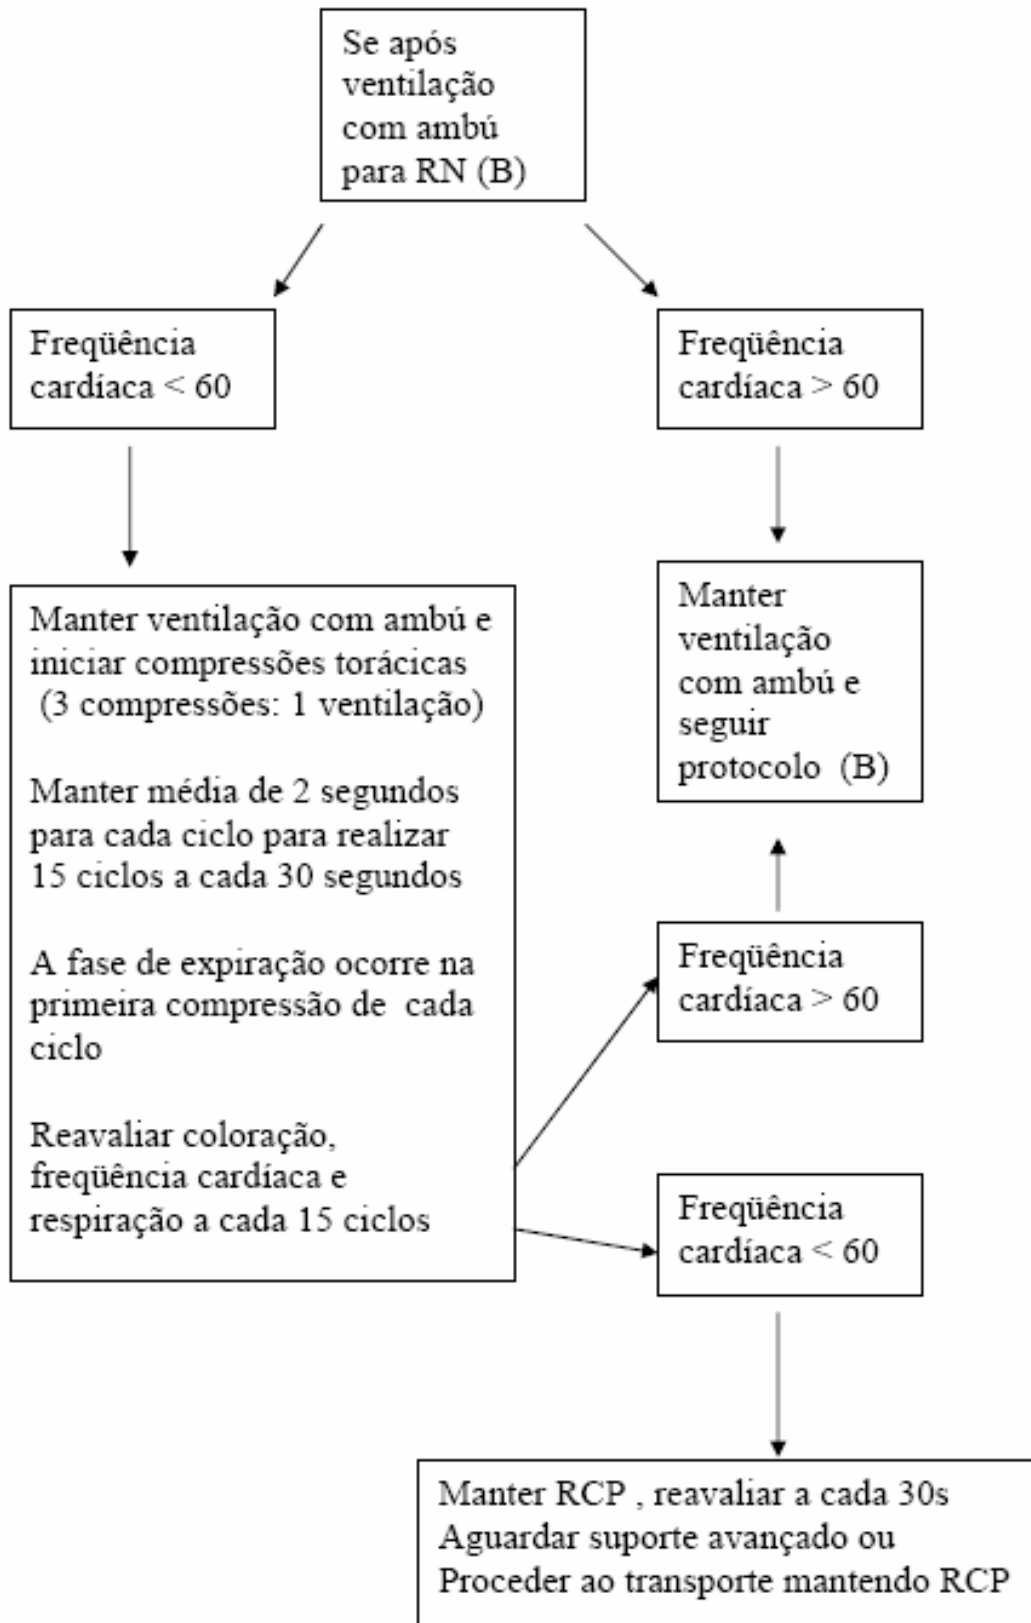 Se após
ventilação
com ambú
para RN (B)
Freqüência
cardíaca < 60
Freqüência
cardíaca > 60
Manter ventilação com ambú e
iniciar compressões torácicas
(3 compressões: 1 ventilação)
Manter média de 2 segundos
para cada ciclo para realizar
15 ciclos a cada 30 segundos
A fase de expiração ocorre na
primeira compressão de cada
ciclo
Reavaliar coloração,
freqüência cardíaca e
respiração a cada 15 ciclos
Manter
ventilação
com ambú e
seguir
protocolo (B)
Freqüência
cardíaca > 60
Freqüência
cardíaca < 60
Manter RCP , reavaliar a cada 30s
Aguardar suporte avançado ou
Proceder ao transporte mantendo RCP